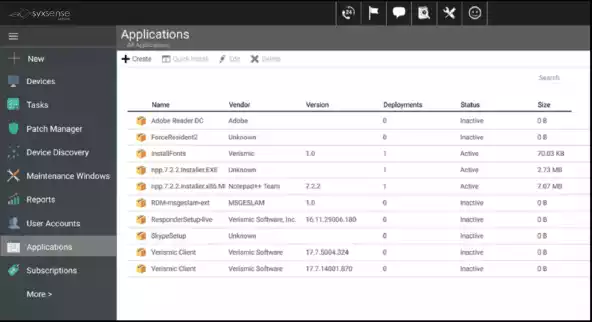 syxsense
Applications
All Applications
Create Quick Install Edit Delete
Search
Name Vendor Version Deployments Status Size
Adobe Reader DC Adobe 0 Inactive 0 B
ForceResident2 Unknown 0 Inactive 0 B
InstallFonts Verismic 1.0 1 Active 70.03 KB
npp.7.2.2.Installer.EXE Unknown 1 Active 2.73 MB
npp.7.2.2.Installer.x65.MI Notepad++ Team 7.2.2 1 Active 7.07 MB
RDM-msgeslam-ext MSGESLAM 1.0 0 Inactive 0 B
ResponderSetup-live Verismic Software, Inc. 16.11.29006.180 0 Inactive 0 B
SkypeSetup Unknown 0 Inactive 0 B
Verismic Client Verismic Software 17.7.5004.324 0 Inactive 0 B
Verismic Client Verismic Software 17.7.14801.870 0 Inactive 0 B
New
Devices
Tasks
Patch Manager
Device Discovery
Maintenance Windows
Reports
User Accounts
Applications
Subscriptions
More >